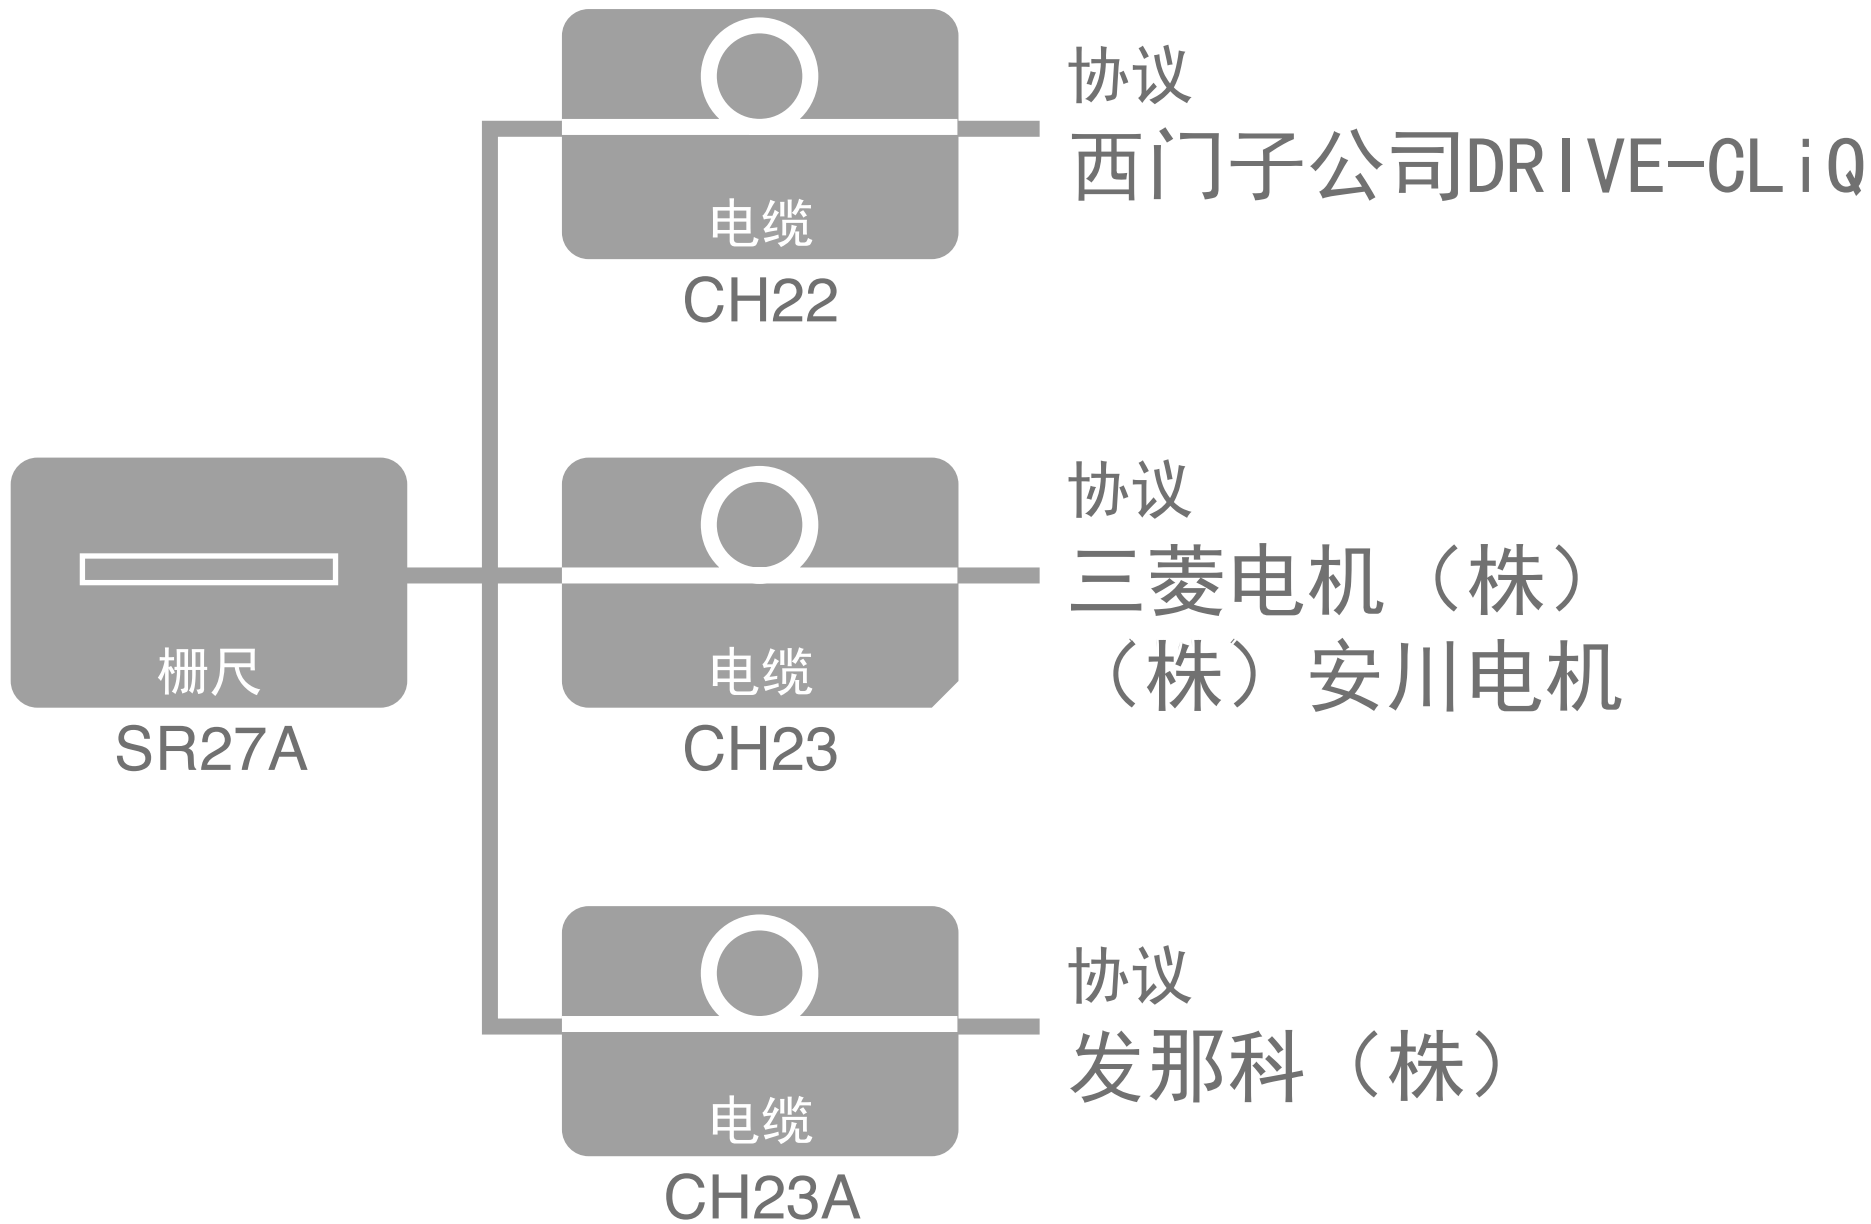 协议
西门子公司DRIVE-CLiQ
电缆
CH22
栅尺
SR27A
电缆
CH23
协议
三菱电机（株）
（株）安川电机
电缆
CH23A
协议
发那科（株）